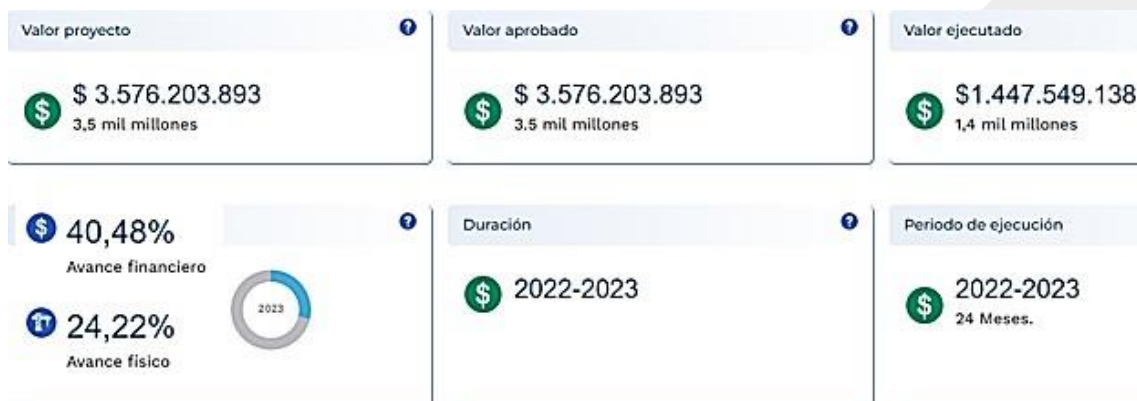 Valor proyecto
$ 3.576.203.893
3,5 mil millones
Valor aprobado
$ 3.576.203.893
3.5 mil millones
Valor ejecutado
$1.447.549.138
1,4 mil millones
40,48%
Avance financiero
24,22%
Avance físico
2023
Duración
2022-2023
Periodo de ejecución
2022-2023
24 Meses.